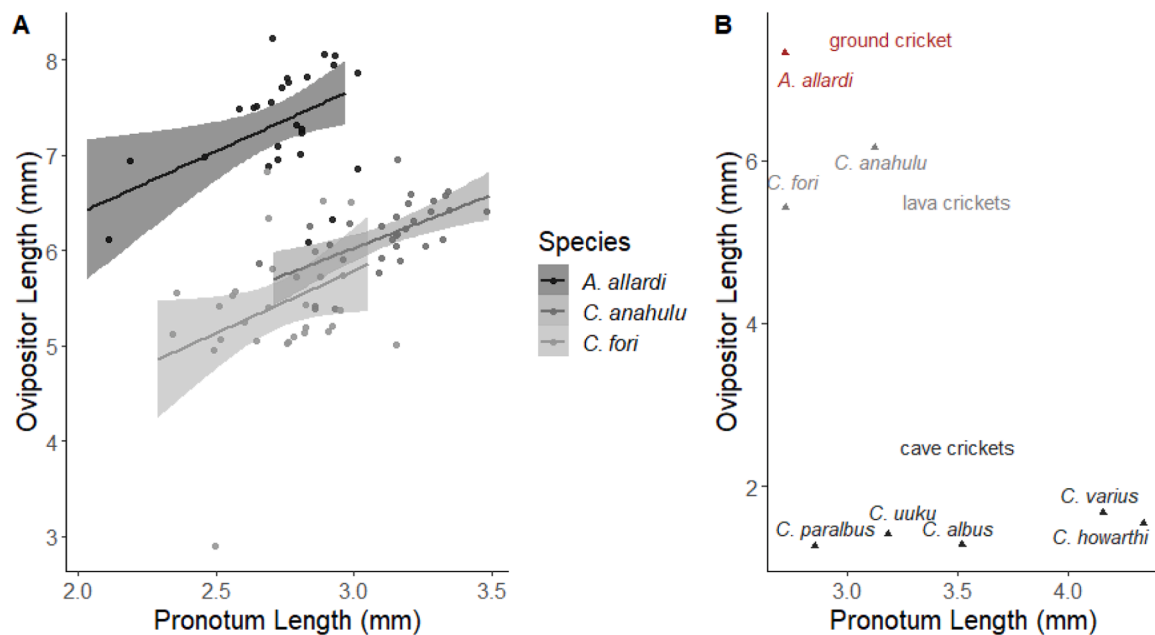 A
8
7
6
5
4
3
Ovipositor Length (mm)
2.0
2.5
3.0
3.5
Pronotum Length (mm)
Species
A. allardi
C. anahulu
C. fori
B
6
4
2
Ovipositor Length (mm)
ground cricket
A. allardi
C. anahulu
C. fori
lava crickets
cave crickets
C. varius
C. uuku
C. paralbus
C. albus
C. howarthi
3.0
3.5
4.0
Pronotum Length (mm)